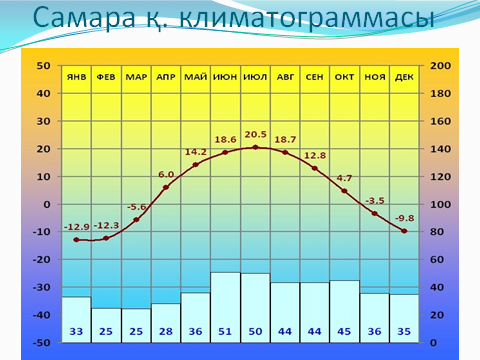 Самара қ. климатограммасы
50 ЯНВ ФЕВ МАР АПР МАЙ ИЮН ИЮЛ АВГ СЕН ОКТ НОЯ ДЕК 200
40 180
30 160
20 14.2 18.6 20.5 18.7 140
10 6.0 12.8 120
0 4.7 100
-10 -12.9 -12.3 -5.6 -3.5 -9.8 80
-20 60
-30 40
-40 20
-50 33 25 25 28 36 51 50 44 44 45 36 35 0